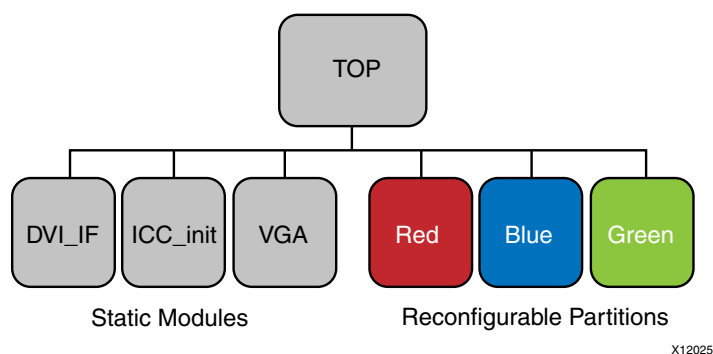 TOP
DVI_IF ICC_init VGA Red Blue Green
Static Modules Reconfigurable Partitions
X12025